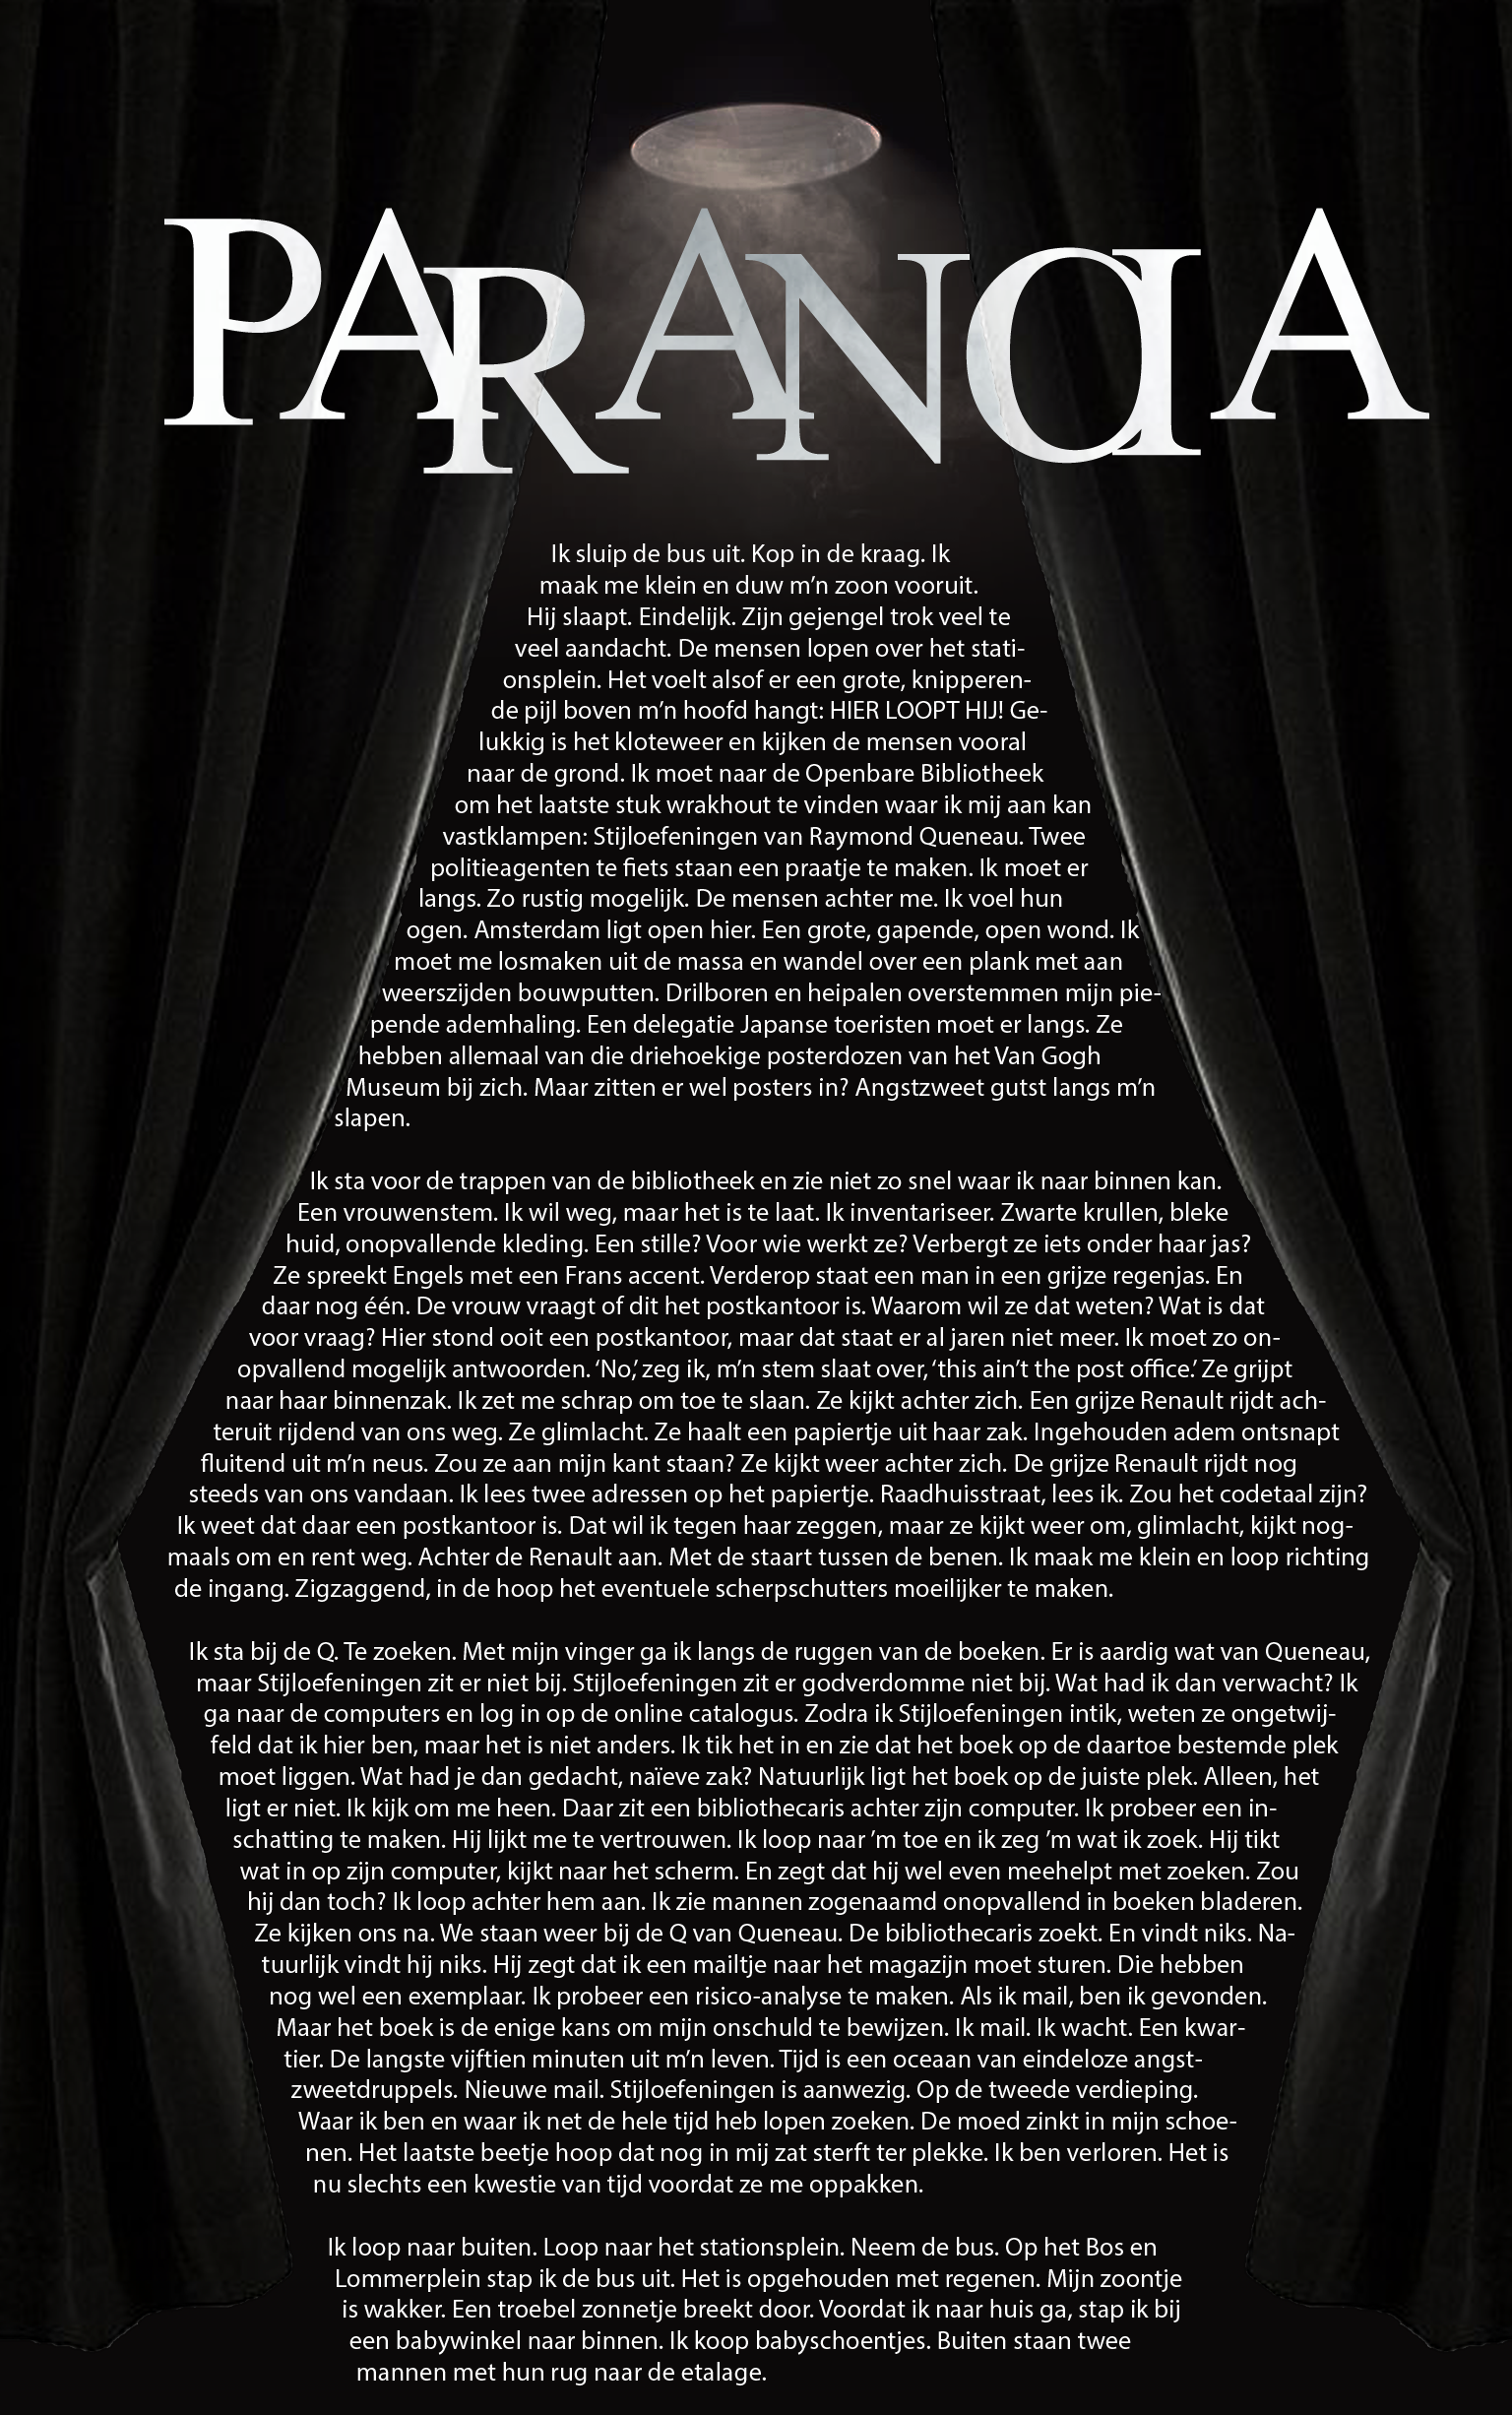 PARANOIA
Ik sluip de bus uit. Kop in de kraag. Ik
maak me klein en duw m’n zoon vooruit.
Hij slaapt. Eindelijk. Zijn gejengel trok veel te
veel aandacht. De mensen lopen over het stati-
onsplein. Het voelt alsof er een grote, knipperen-
de pijl boven m’n hoofd hangt: HIER LOOPT HIJ! Ge-
lukkig is het kloteweer en kijken de mensen vooral
naar de grond. Ik moet naar de Openbare Bibliotheek
om het laatste stuk wrakhout te vinden waar ik mij aan kan
vastklampen: Stijloefeningen van Raymond Queneau. Twee
politieagenten te fiets staan een praatje te maken. Ik moet er
langs. Zo rustig mogelijk. De mensen achter me. Ik voel hun
ogen. Amsterdam ligt open hier. Een grote, gapende, open wond. Ik
moet me losmaken uit de massa en wandel over een plank met aan
weerszijden bouwputten. Drilboren en heipalen overstemmen mijn pie-
pende ademhaling. Een delegatie Japanse toeristen moet er langs. Ze
hebben allemaal van die driehoekige posterdozen van het Van Gogh
Museum bij zich. Maar zitten er wel posters in? Angstzweet gutst langs m’n
slapen.
Ik sta voor de trappen van de bibliotheek en zie niet zo snel waar ik naar binnen kan.
Een vrouwenstem. Ik wil weg, maar het is te laat. Ik inventariseer. Zwarte krullen, bleke
huid, onopvallende kleding. Een stille? Voor wie werkt ze? Verbergt ze iets onder haar jas?
Ze spreekt Engels met een Frans accent. Verderop staat een man in een grijze regenjas. En
daar nog één. De vrouw vraagt of dit het postkantoor is. Waarom wil ze dat weten? Wat is dat
voor vraag? Hier stond ooit een postkantoor, maar dat staat er al jaren niet meer. Ik moet zo on-
opvallend mogelijk antwoorden. ‘No,’ zeg ik, m’n stem slaat over, ‘this ain’t the post office.’ Ze grijpt
naar haar binnenzak. Ik zet me schrap om toe te slaan. Ze kijkt achter zich. Een grijze Renault rijdt ach-
teruit rijdend van ons weg. Ze glimlacht. Ze haalt een papiertje uit haar zak. Ingehouden adem ontsnapt
fluitend uit m’n neus. Zou ze aan mijn kant staan? Ze kijkt weer achter zich. De grijze Renault rijdt nog
steeds van ons vandaan. Ik lees twee adressen op het papiertje. Raadhuisstraat, lees ik. Zou het codetaal zijn?
Ik weet dat daar een postkantoor is. Dat wil ik tegen haar zeggen, maar ze kijkt weer om, glimlacht, kijkt nog-
maals om en rent weg. Achter de Renault aan. Met de staart tussen de benen. Ik maak me klein en loop richting
de ingang. Zigzaggend, in de hoop het eventuele scherpschutters moeilijker te maken.
Ik sta bij de Q. Te zoeken. Met mijn vinger ga ik langs de ruggen van de boeken. Er is aardig wat van Queneau,
maar Stijloefeningen zit er niet bij. Stijloefeningen zit er godverdomme niet bij. Wat had ik dan verwacht? Ik
ga naar de computers en log in op de online catalogus. Zodra ik Stijloefeningen intik, weten ze ongetwij-
feld dat ik hier ben, maar het is niet anders. Ik tik het in en zie dat het boek op de daartoe bestemde plek
moet liggen. Wat had je dan gedacht, naïeve zak? Natuurlijk ligt het boek op de juiste plek. Alleen, het
ligt er niet. Ik kijk om me heen. Daar zit een bibliothecaris achter zijn computer. Ik probeer een in-
schatting te maken. Hij lijkt me te vertrouwen. Ik loop naar ’m toe en ik zeg ’m wat ik zoek. Hij tikt
wat in op zijn computer, kijkt naar het scherm. En zegt dat hij wel even meehelpt met zoeken. Zou
hij dan toch? Ik loop achter hem aan. Ik zie mannen zogenaamd onopvallend in boeken bladeren.
Ze kijken ons na. We staan weer bij de Q van Queneau. De bibliothecaris zoekt. En vindt niks. Na-
tuurlijk vindt hij niks. Hij zegt dat ik een mailtje naar het magazijn moet sturen. Die hebben
nog wel een exemplaar. Ik probeer een risico-analyse te maken. Als ik mail, ben ik gevonden.
Maar het boek is de enige kans om mijn onschuld te bewijzen. Ik mail. Ik wacht. Een kwar-
tier. De langste vijftien minuten uit m’n leven. Tijd is een oceaan van eindeloze angst-
zweetdruppels. Nieuwe mail. Stijloefeningen is aanwezig. Op de tweede verdieping.
Waar ik ben en waar ik net de hele tijd heb lopen zoeken. De moed zinkt in mijn schoe-
nen. Het laatste beetje hoop dat nog in mij zat sterft ter plekke. Ik ben verloren. Het is
nu slechts een kwestie van tijd voordat ze me oppakken.
Ik loop naar buiten. Loop naar het stationsplein. Neem de bus. Op het Bos en
Lommerplein stap ik de bus uit. Het is opgehouden met regenen. Mijn zoontje
is wakker. Een troebel zonnetje breekt door. Voordat ik naar huis ga, stap ik bij
een babywinkel naar binnen. Ik koop babyschoentjes. Buiten staan twee
mannen met hun rug naar de etalage.